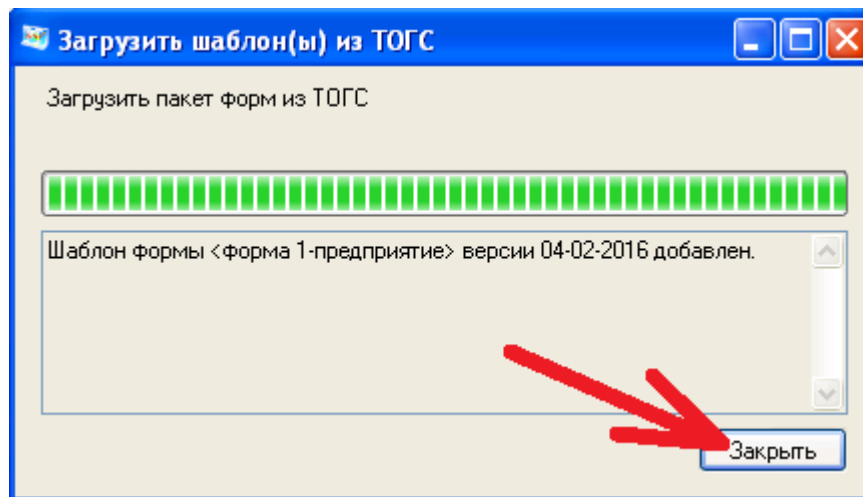 Загрузить шаблон(ы) из ТОГС
Загрузить пакет форм из ТОГС
Шаблон формы <форма 1-предприятие> версии 04-02-2016 добавлен.
Закрыть